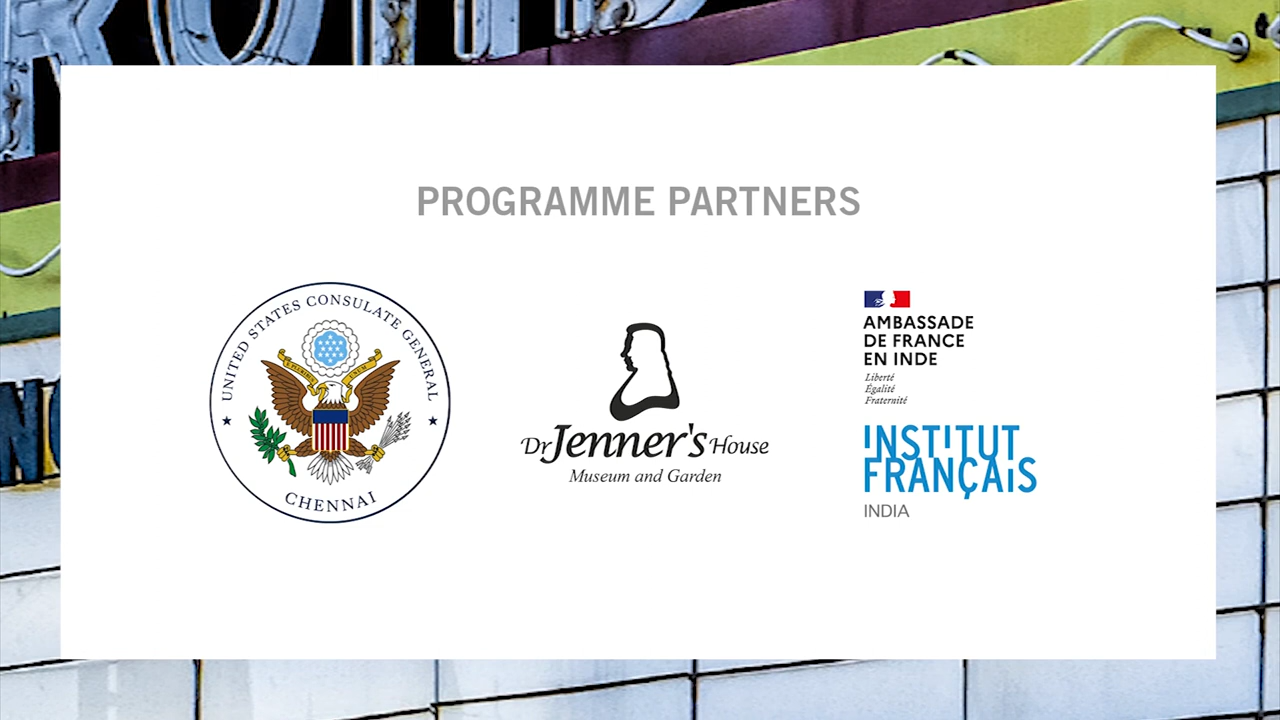 PROGRAMME PARTNERS
UNITED STATES CONSULATE GENERAL
CHENNAI
Dr Jenner's House
Museum and Garden
AMBASSADE
DE FRANCE
EN INDE
Liberté
Égalité
Fraternité
INSTITUT
FRANÇAIS
INDIA